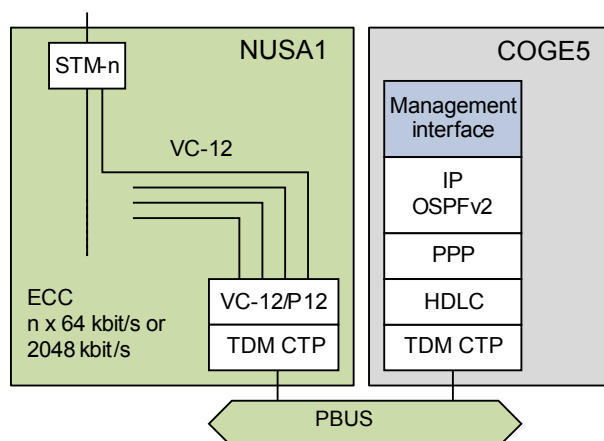 NUSA1
STM-n
VC-12
ECC
n x 64 kbit/s or
2048 kbit/s
VC-12/P12
TDM CTP
COGE5
Management
interface
IP
OSPFv2
PPP
HDLC
TDM CTP
PBUS